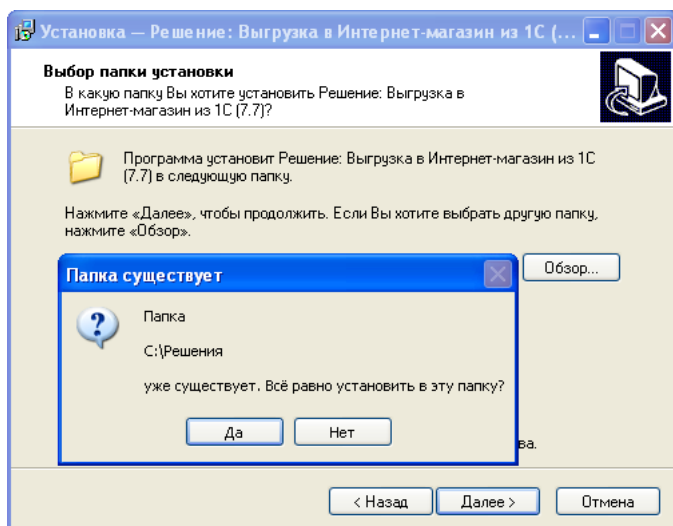 Установка — Решение: Выгрузка в Интернет-магазин из 1С (...
Выбор папки установки
В какую папку Вы хотите установить Решение: Выгрузка в
Интернет-магазин из 1С (7.7)?
Программа установит Решение: Выгрузка в Интернет-магазин из 1С
(7.7) в следующую папку.
Нажмите «Далее», чтобы продолжить. Если Вы хотите выбрать другую папку,
нажмите «Обзор».
Обзор...
Папка существует
Папка
C:\Решения
уже существует. Всё равно установить в эту папку?
Да
Нет
ва.
< Назад
Далее >
Отмена